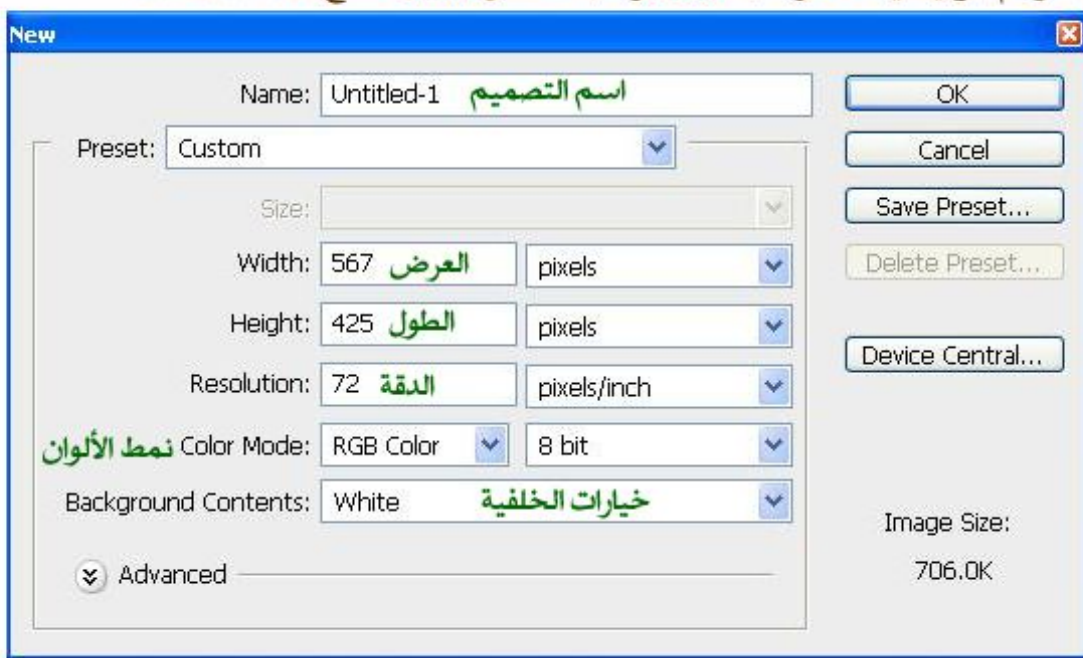 New
Name: Untitled-1 اسم التصميم
OK
Preset: Custom
Cancel
Size:
Save Preset...
Width: 567 العرض pixels
Delete Preset...
Height: 425 الطول pixels
Device Central...
Resolution: 72 الدقة pixels/inch
نمط الألوان Color Mode: RGB Color 8 bit
Background Contents: White خيارات الخلفية
Image Size:
706.0K
Advanced